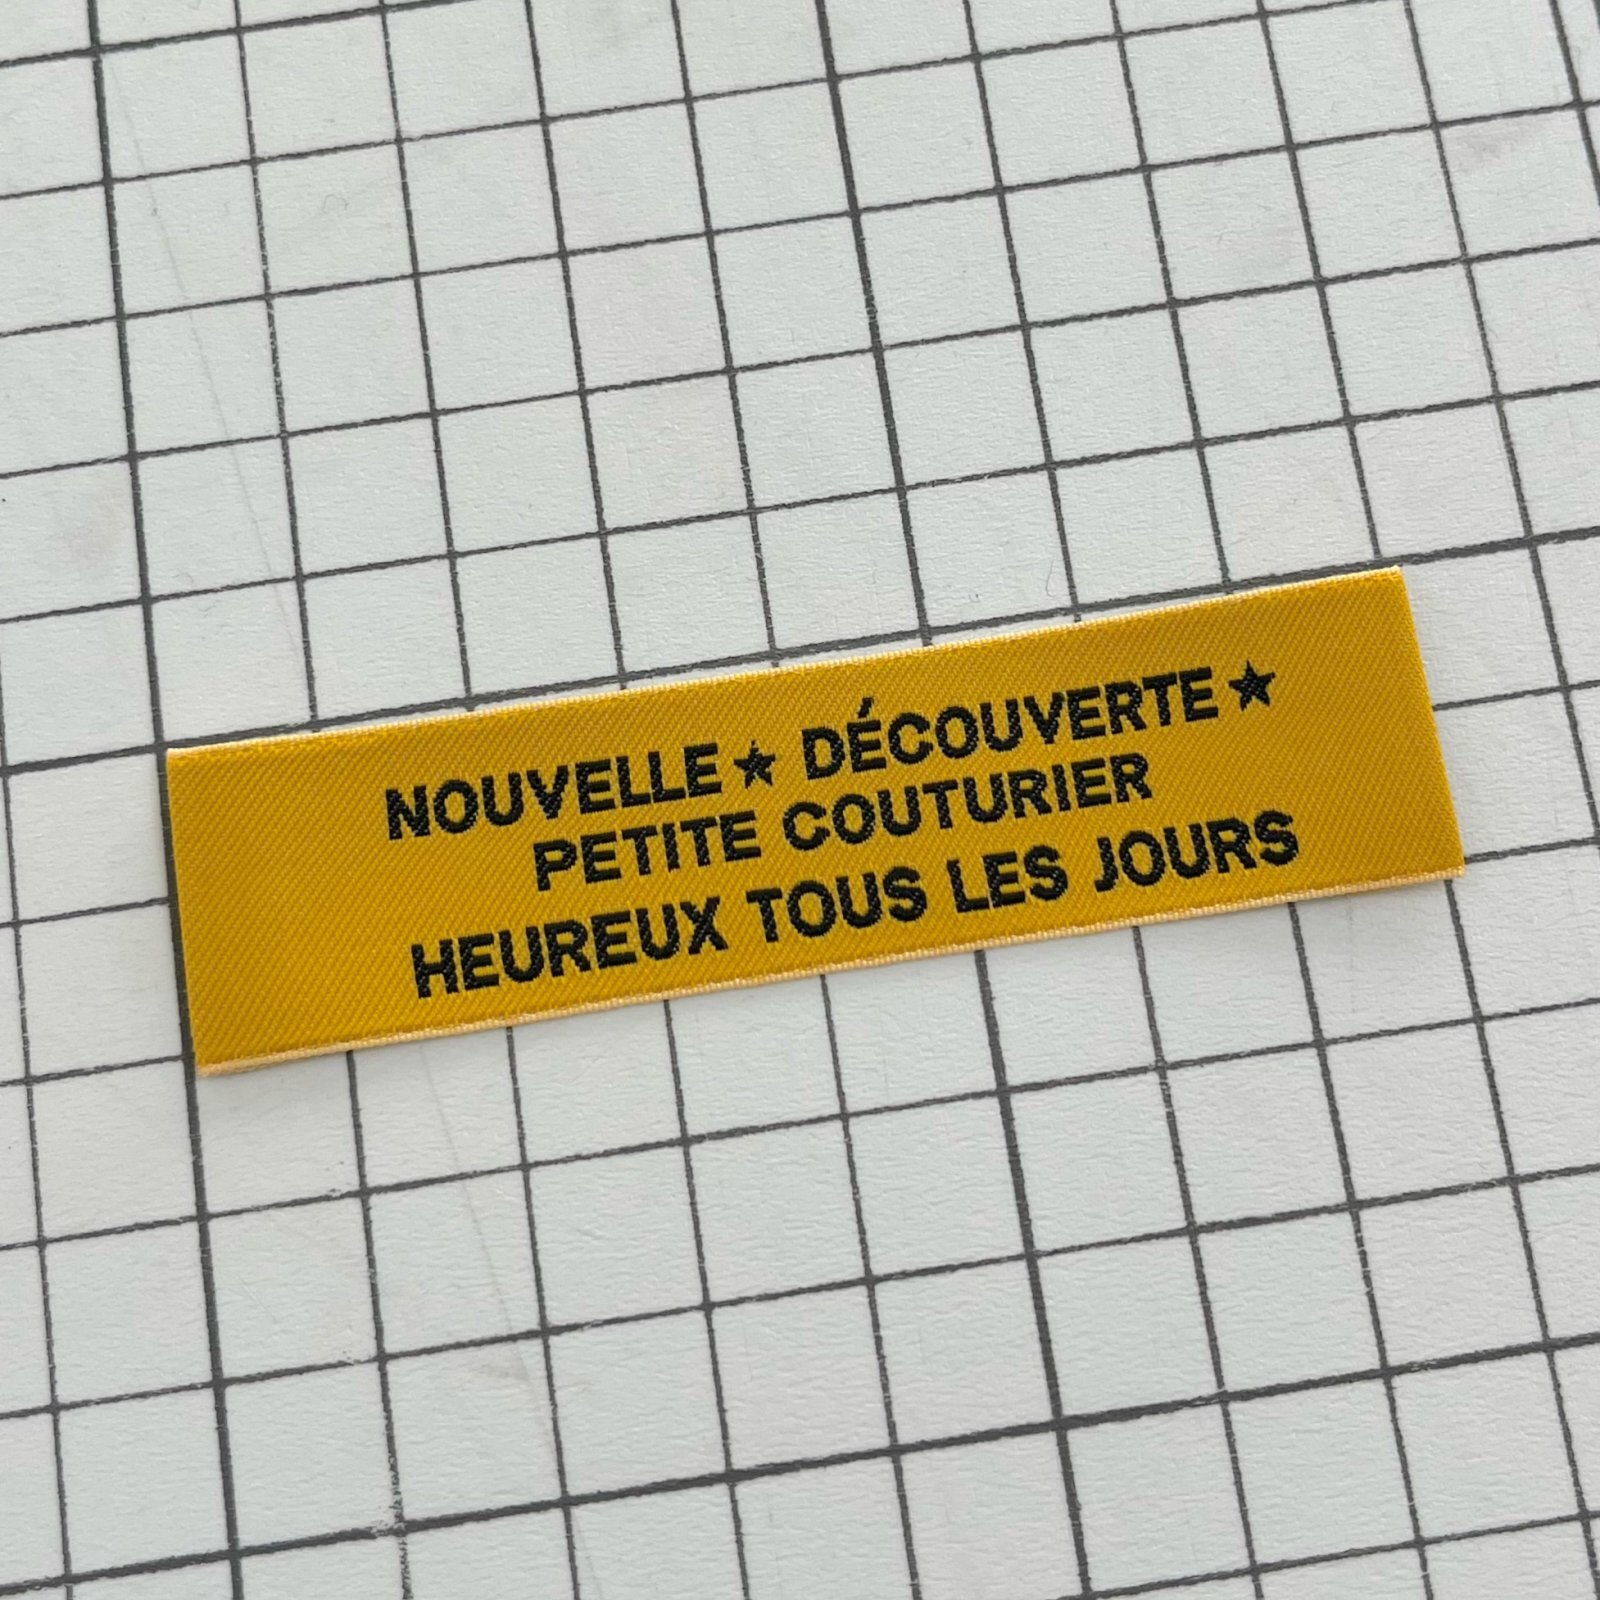 NOUVELLE ★ DÉCOUVERTE ★
PETITE COUTURIER
HEUREUX TOUS LES JOURS